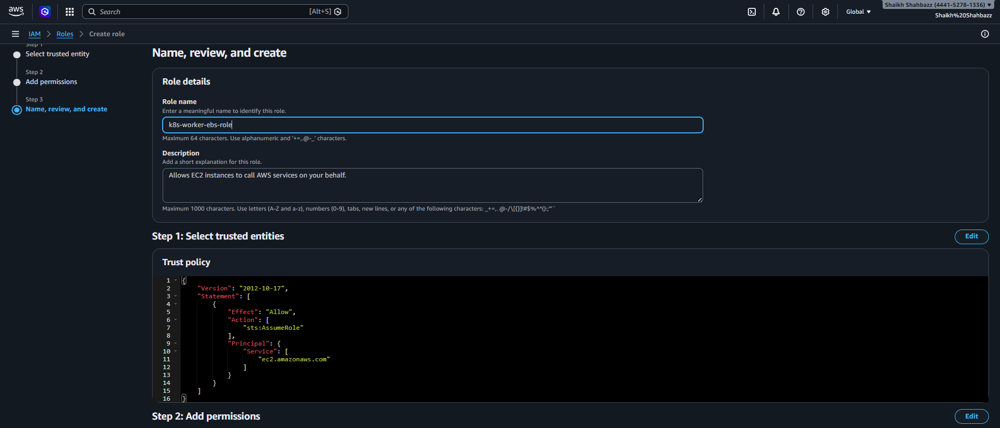 aws
Search
[Alt+S]
Global
Shaikh Shahbazz (4441-5278-1336)
Shaikh%20Shahbazz
IAM
Roles
Create role
Step 1
Select trusted entity
Step 2
Add permissions
Step 3
Name, review, and create
Name, review, and create
Role details
Role name
Enter a meaningful name to identify this role.
k8s-worker-ebs-role
Maximum 64 characters. Use alphanumeric and '+=,.@-_' characters.
Description
Add a short explanation for this role.
Allows EC2 instances to call AWS services on your behalf.
Maximum 1000 characters. Use letters (A-Z and a-z), numbers (0-9), tabs, new lines, or any of the following characters: _+=,. @-/\[{}]!#$%^*();:"'`
Step 1: Select trusted entities
Edit
Trust policy
1 {
2 "Version": "2012-10-17",
3 "Statement": [
4 {
5 "Effect": "Allow",
6 "Action": [
7 "sts:AssumeRole"
8 ],
9 "Principal": {
10 "Service": [
11 "ec2.amazonaws.com"
12 ]
13 }
14 }
15 ]
16 }
Step 2: Add permissions
Edit